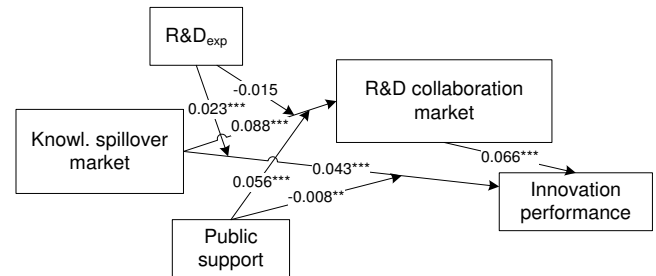 R&D_exp
-0.015
R&D collaboration
market
0.023***
0.088***
Knowl. spillover
market
0.066***
0.043***
0.056***
-0.008**
Innovation
performance
Public
support